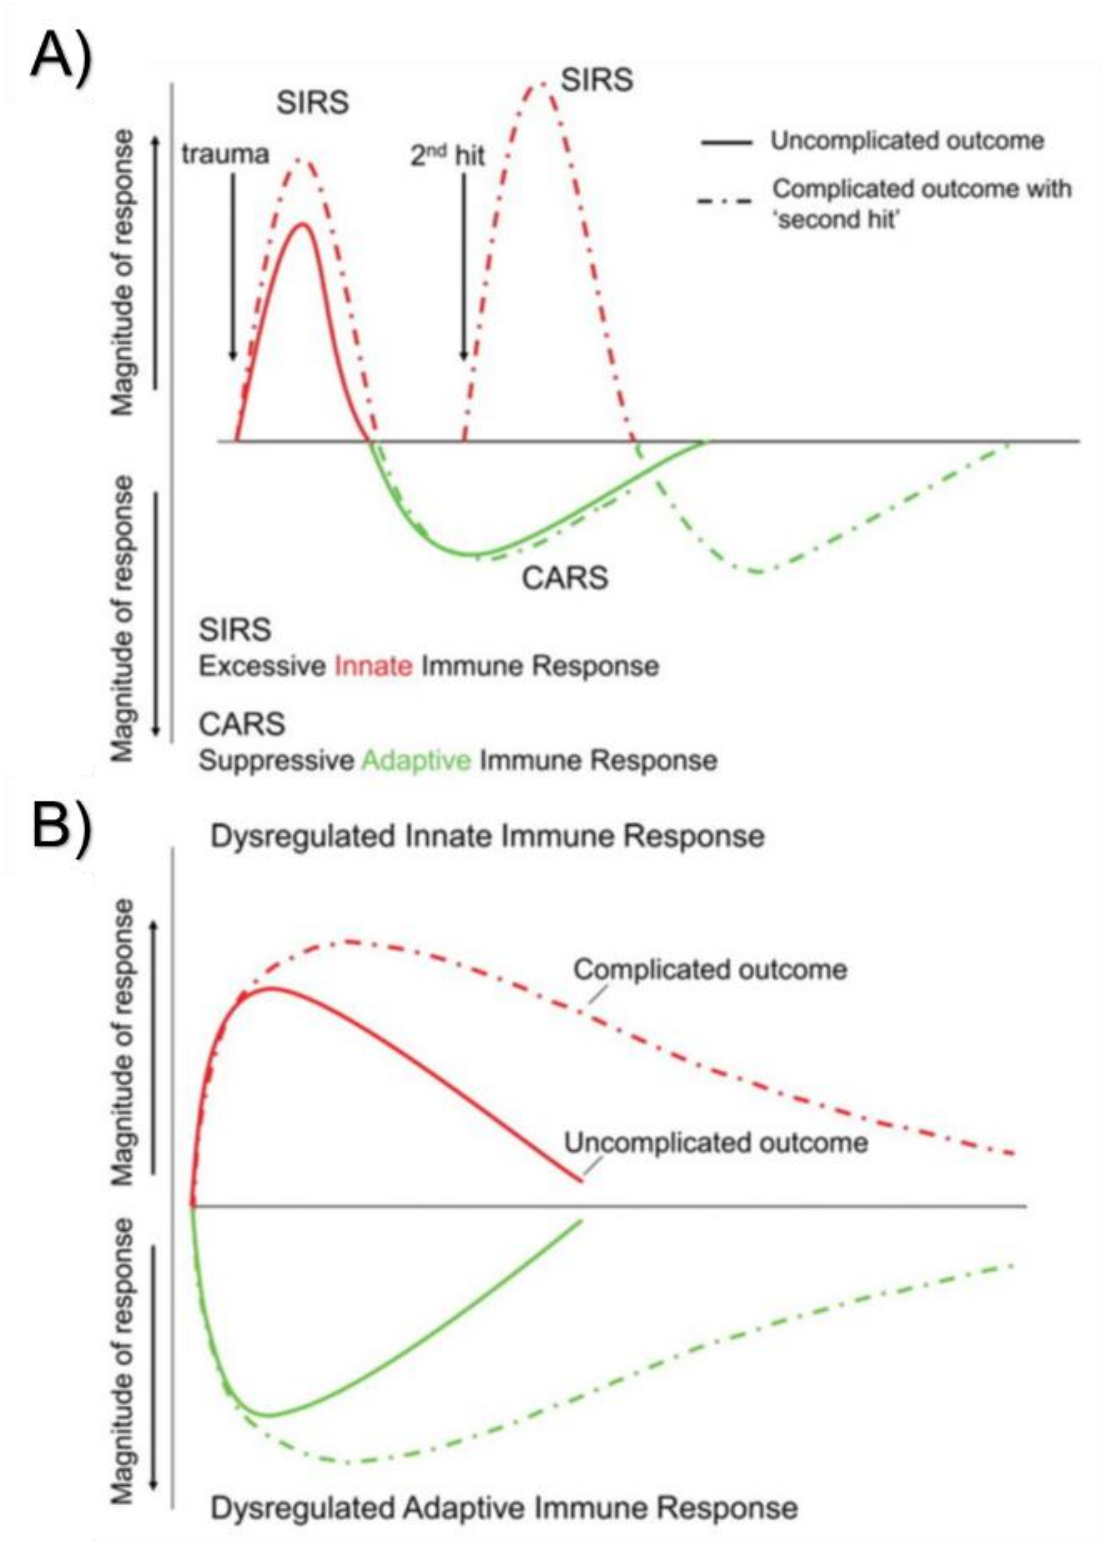 A)
SIRS
SIRS
trauma
2nd hit
Uncomplicated outcome
Complicated outcome with
‘second hit’
Magnitude of response
Magnitude of response
CARS
SIRS
Excessive Innate Immune Response
CARS
Suppressive Adaptive Immune Response
B)
Dysregulated Innate Immune Response
Magnitude of response
Complicated outcome
Uncomplicated outcome
Magnitude of response
Dysregulated Adaptive Immune Response